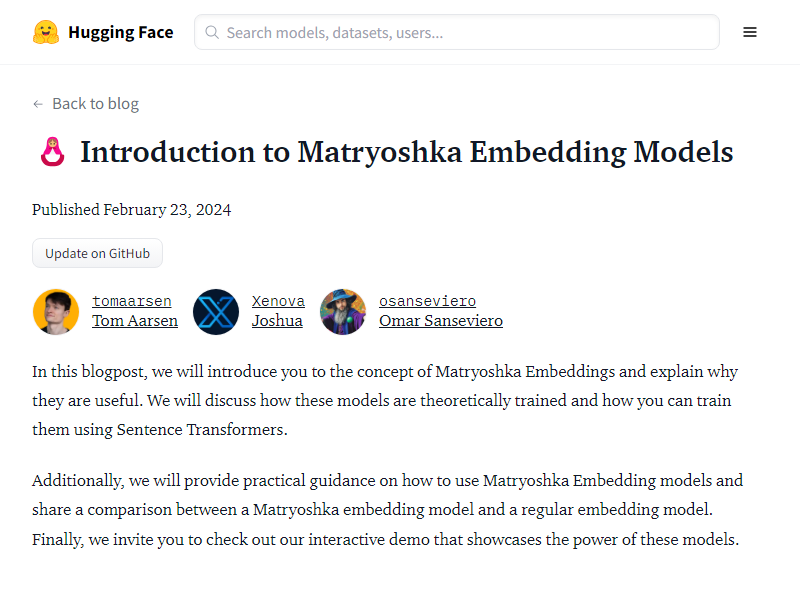 Hugging Face
Search models, datasets, users...
← Back to blog
Introduction to Matryoshka Embedding Models
Published February 23, 2024
Update on GitHub
tomaarsen
Tom Aarsen
Xenova
Joshua
osanseviero
Omar Sanseviero
In this blogpost, we will introduce you to the concept of Matryoshka Embeddings and explain why
they are useful. We will discuss how these models are theoretically trained and how you can train
them using Sentence Transformers.
Additionally, we will provide practical guidance on how to use Matryoshka Embedding models and
share a comparison between a Matryoshka embedding model and a regular embedding model.
Finally, we invite you to check out our interactive demo that showcases the power of these models.